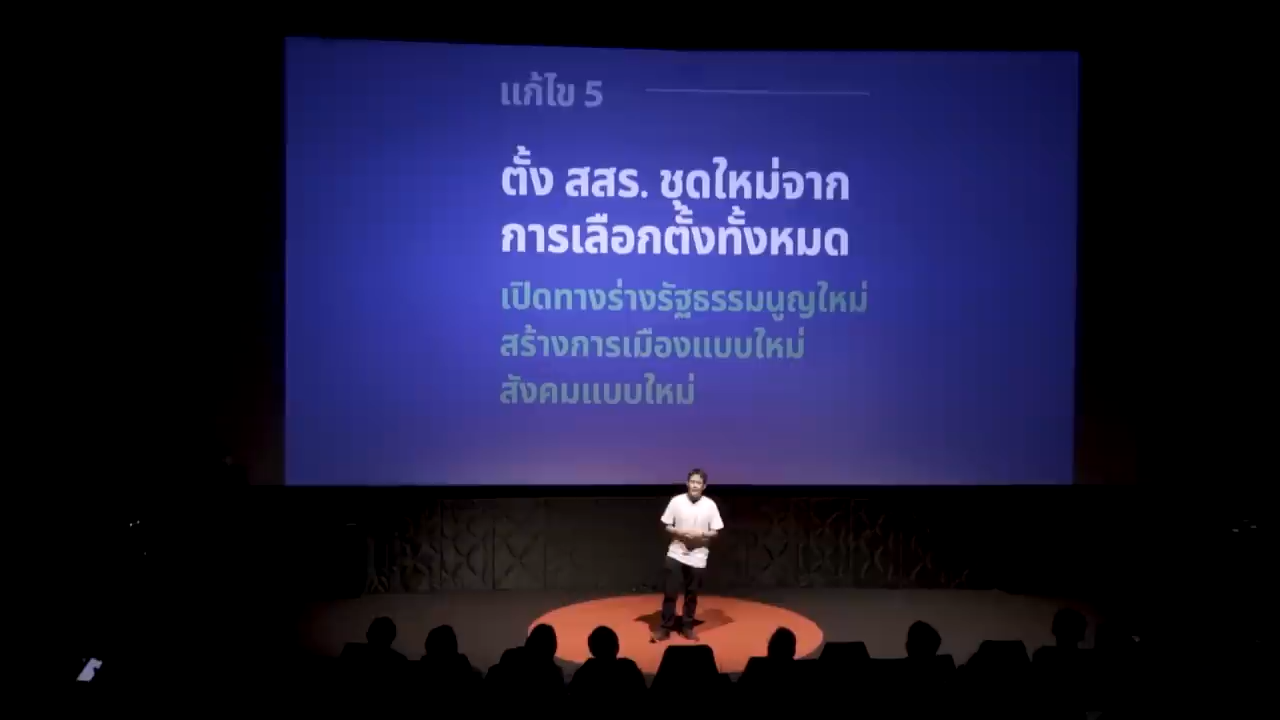 แก้ไข 5
ตั้ง สสร. ชุดใหม่จาก
การเลือกตั้งทั้งหมด
เปิดทางร่างรัฐธรรมนูญใหม่
สร้างการเมืองแบบใหม่
สังคมแบบใหม่